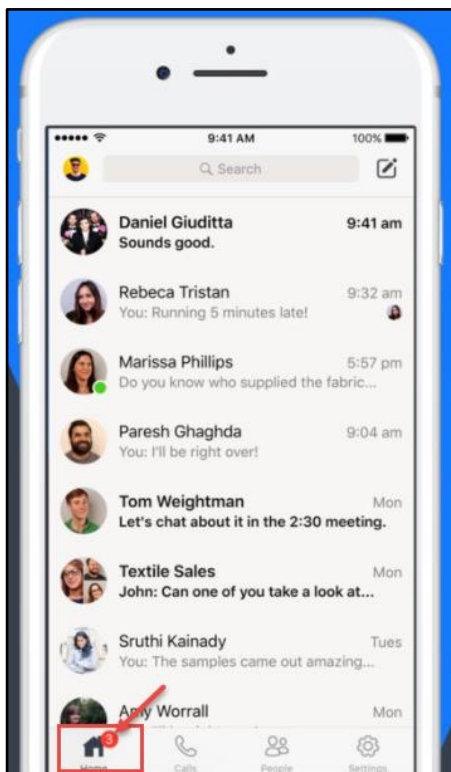 9:41 AM
100%
Search
Daniel Giuditta
9:41 am
Sounds good.
Rebeca Tristan
9:32 am
You: Running 5 minutes late!
Marissa Phillips
5:57 pm
Do you know who supplied the fabric...
Paresh Ghaghda
9:04 am
You: I'll be right over!
Tom Weightman
Mon
Let's chat about it in the 2:30 meeting.
Textile Sales
Mon
John: Can one of you take a look at...
Sruthi Kainady
Tues
You: The samples came out amazing...
Amy Worrall
Mon
3
Home
Calls
People
Settings